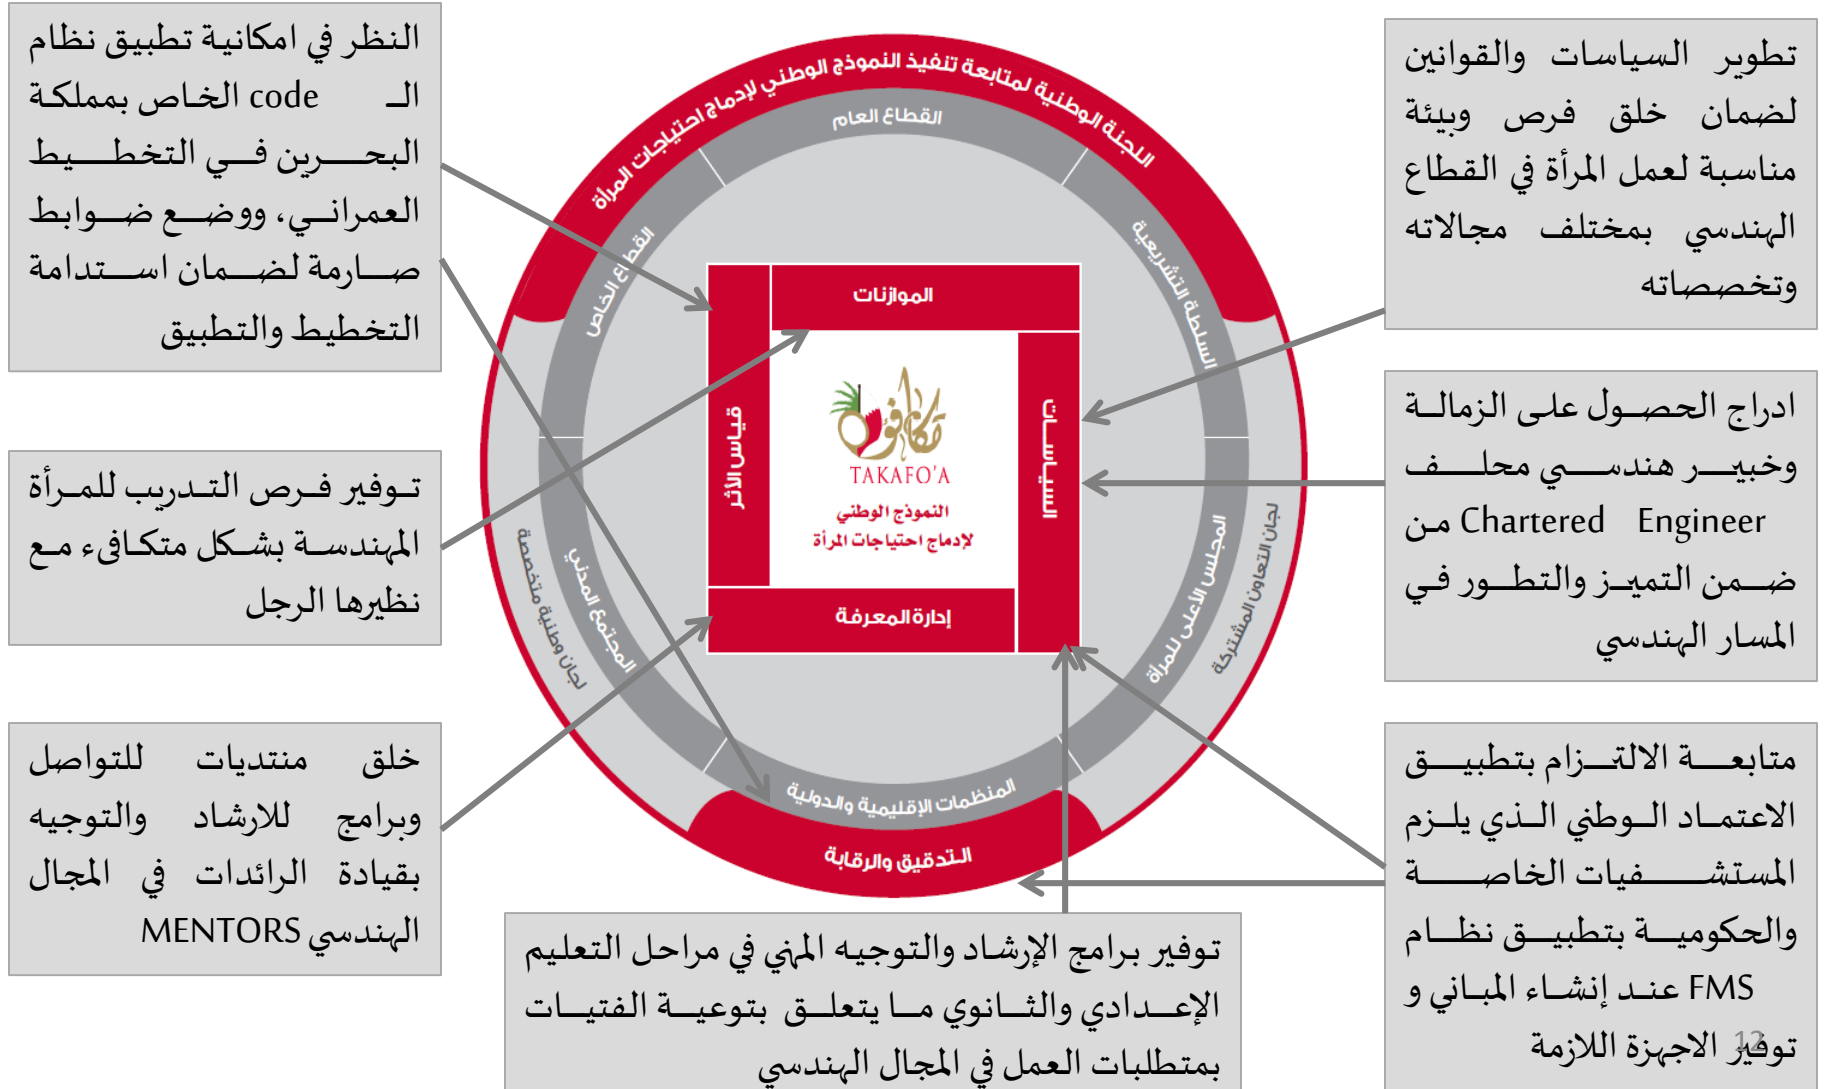 تطوير السياسات والقوانين
لضمان خلق فرص وبيئة
مناسبة لعمل المرأة في القطاع
الهندسي بمختلف مجالاته
وتخصصاته
ادراج الحصول على الزمالة
وخبير هندسي محلف
Chartered Engineer من
ضمن التميز والتطور في
المسار الهندسي
متابعة الالتزام بتطبيق
الاعتماد الوطني الذي يلزم
المستشفيات الخاصة
والحكومية بتطبيق نظام
FMS عند إنشاء المباني و
توفير الاجهزة اللازمة
12
اللجنة الوطنية لمتابعة تنفيذ النموذج الوطني لإدماج احتياجات المرأة
القطاع العام
السلطة التشريعية
القطاع الخاص
المجلس الأعلى للمرأة
المجتمع المدني
المنظمات الإقليمية والدولية
لجان التعاون المشتركة
لجان وطنية متخصصة
التدقيق والرقابة
الموازنات
السياسات
قياس الأثر
إدارة المعرفة
تكافؤ
TAKAFO'A
النموذج الوطني
لإدماج احتياجات المرأة
النظر في امكانية تطبيق نظام
الـ code الخاص بمملكة
البحرين في التخطيط
العمراني، ووضع ضوابط
صارمة لضمان استدامة
التخطيط والتطبيق
توفير فرص التدريب للمرأة
المهندسة بشكل متكافىء مع
نظيرها الرجل
خلق منتديات للتواصل
وبرامج للارشاد والتوجيه
بقيادة الرائدات في المجال
الهندسي MENTORS
توفير برامج الإرشاد والتوجيه المهني في مراحل التعليم
الإعدادي والثانوي ما يتعلق بتوعية الفتيات
بمتطلبات العمل في المجال الهندسي